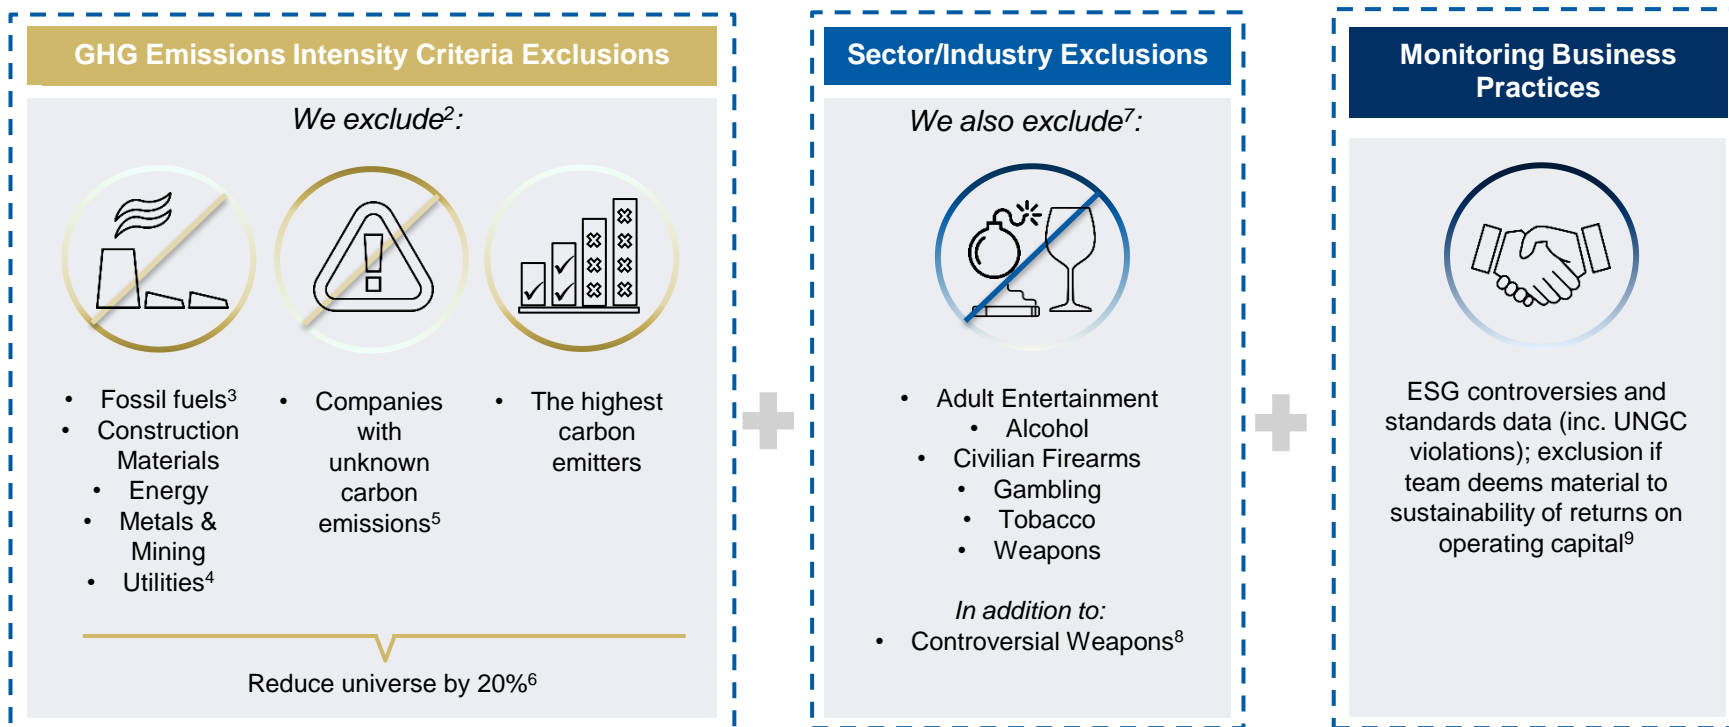 GHG Emissions Intensity Criteria Exclusions
We exclude²:
• Fossil fuels³
• Construction
Materials
• Energy
• Metals &
Mining
• Utilities⁴
• Companies
with
unknown
carbon
emissions⁵
• The highest
carbon
emitters
Reduce universe by 20%⁶
Sector/Industry Exclusions
We also exclude⁷:
• Adult Entertainment
• Alcohol
• Civilian Firearms
• Gambling
• Tobacco
• Weapons
In addition to:
• Controversial Weapons⁸
Monitoring Business
Practices
ESG controversies and
standards data (inc. UNGC
violations); exclusion if
team deems material to
sustainability of returns on
operating capital⁹